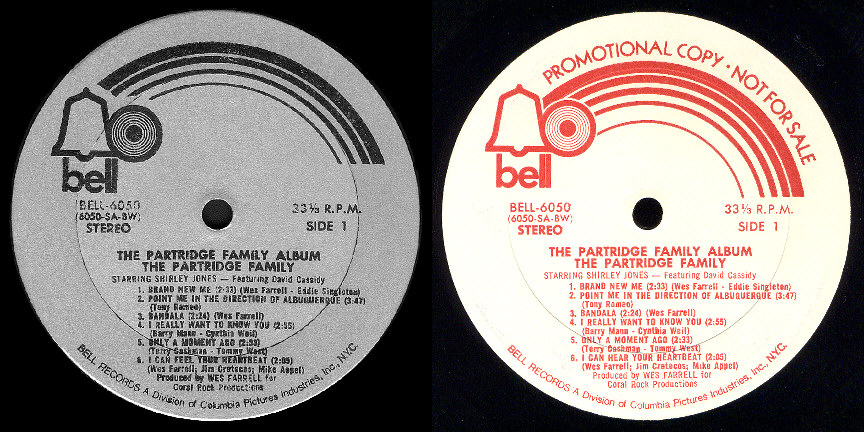 bell
BELL-6050
(6050-SA-BW)
STEREO
33⅓ R.P.M.
SIDE 1
THE PARTRIDGE FAMILY ALBUM
THE PARTRIDGE FAMILY
STARRING SHIRLEY JONES — Featuring David Cassidy
1. BRAND NEW ME (2:33) (Wes Farrell - Eddie Singleton)
2. POINT ME IN THE DIRECTION OF ALBUQUERQUE (3:47)
(Tony Romeo)
3. BANDALA (2:24) (Wes Farrell)
4. I REALLY WANT TO KNOW YOU (2:55)
(Barry Mann - Cynthia Weil)
5. ONLY A MOMENT AGO (2:33)
(Terry Cashman - Tommy West)
6. I CAN FEEL YOUR HEARTBEAT (2:05)
(Wes Farrell; Jim Cretecos; Mike Appel)
Produced by WES FARRELL for
Coral Rock Productions
BELL RECORDS A Division of Columbia Pictures Industries, Inc., N.Y.C.
PROMOTIONAL COPY · NOT FOR SALE
bell
BELL-6050
(6050-SA-BW)
STEREO
33⅓ R.P.M.
SIDE 1
THE PARTRIDGE FAMILY ALBUM
THE PARTRIDGE FAMILY
STARRING SHIRLEY JONES — Featuring David Cassidy
1. BRAND NEW ME (2:33) (Wes Farrell - Eddie Singleton)
2. POINT ME IN THE DIRECTION OF ALBUQUERQUE (3:47)
(Tony Romeo)
3. BANDALA (2:24) (Wes Farrell)
4. I REALLY WANT TO KNOW YOU (2:55)
(Barry Mann - Cynthia Weil)
5. ONLY A MOMENT AGO (2:33)
(Terry Cashman - Tommy West)
6. I CAN HEAR YOUR HEARTBEAT (2:05)
(Wes Farrell; Jim Cretecos; Mike Appel)
Produced by WES FARRELL for
Coral Rock Productions
BELL RECORDS A Division of Columbia Pictures Industries, Inc., N.Y.C.